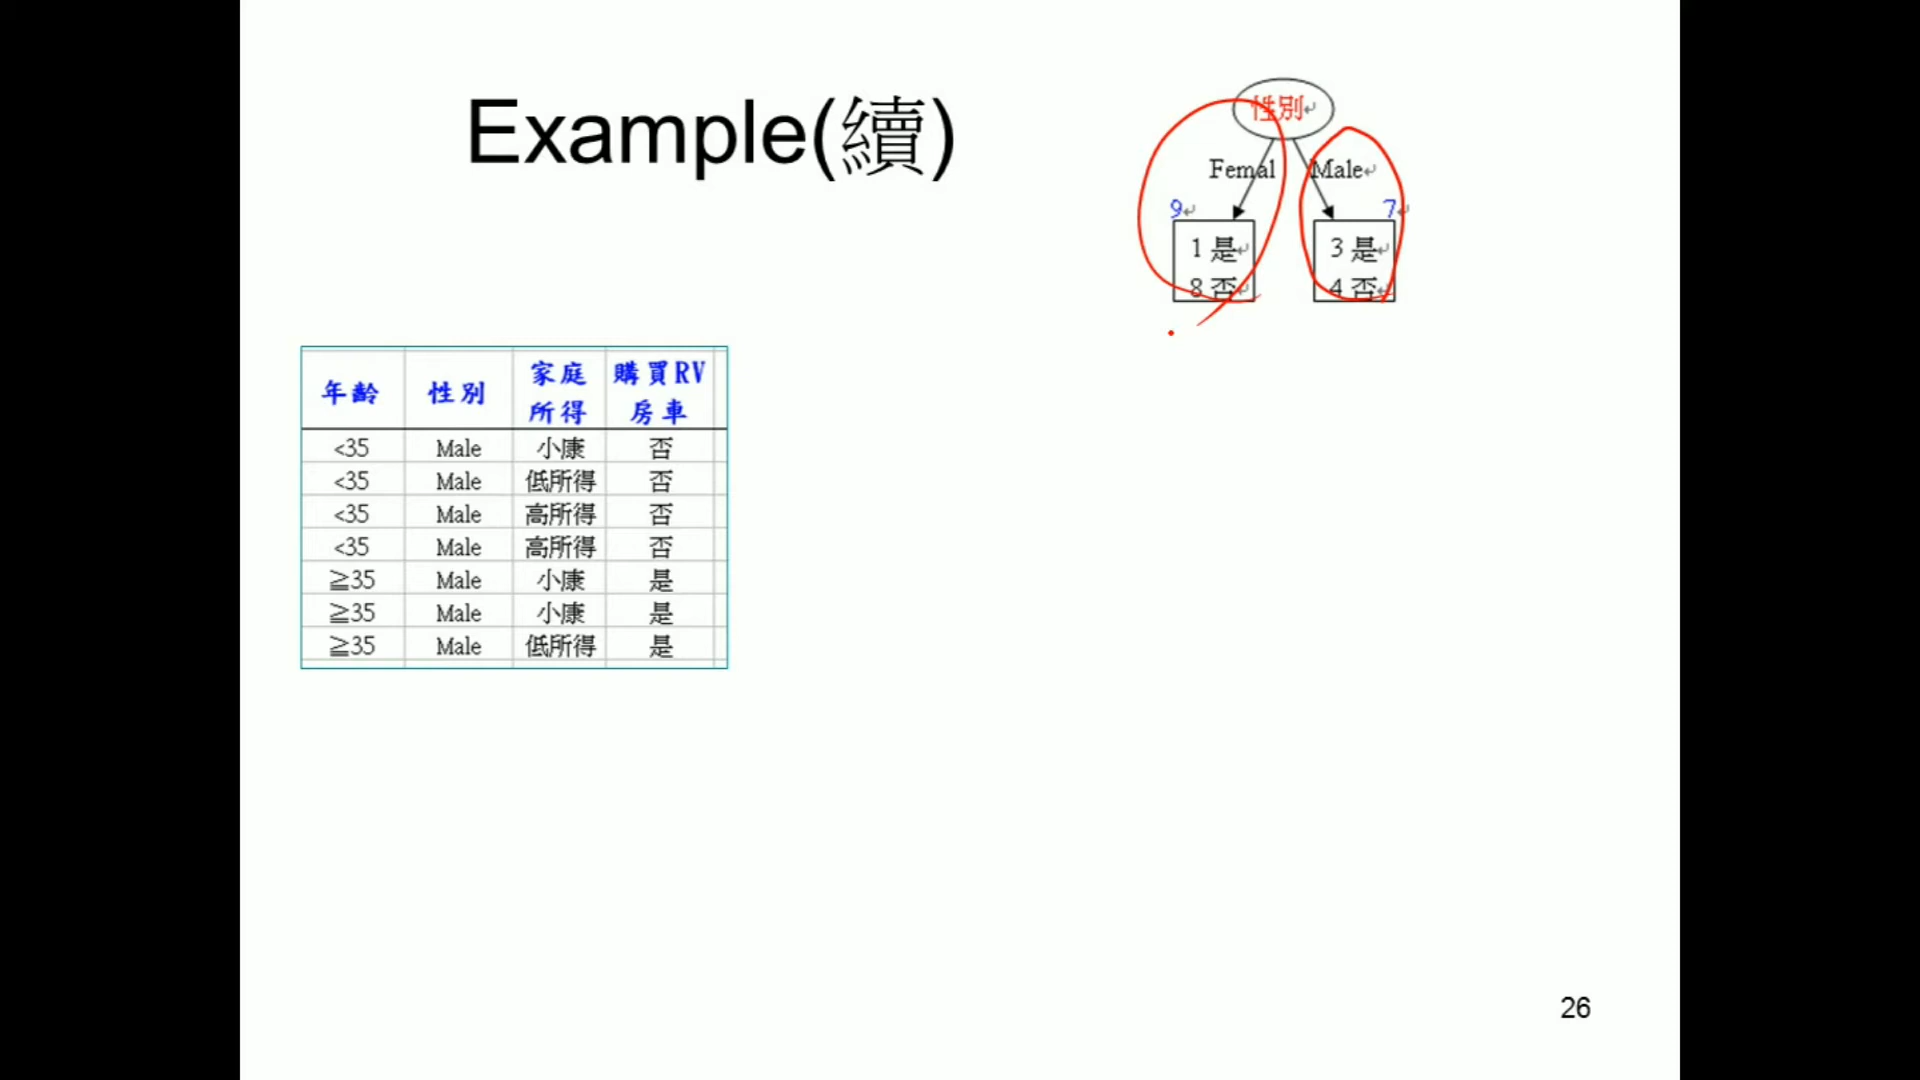 Example(續)
性別
Femal Male
9 7
1 是 3 是
8 否 4 否
年齡 性別 家庭所得 購買RV房車
<35 Male 小康 否
<35 Male 低所得 否
<35 Male 高所得 否
<35 Male 高所得 否
≧35 Male 小康 是
≧35 Male 小康 是
≧35 Male 低所得 是
26